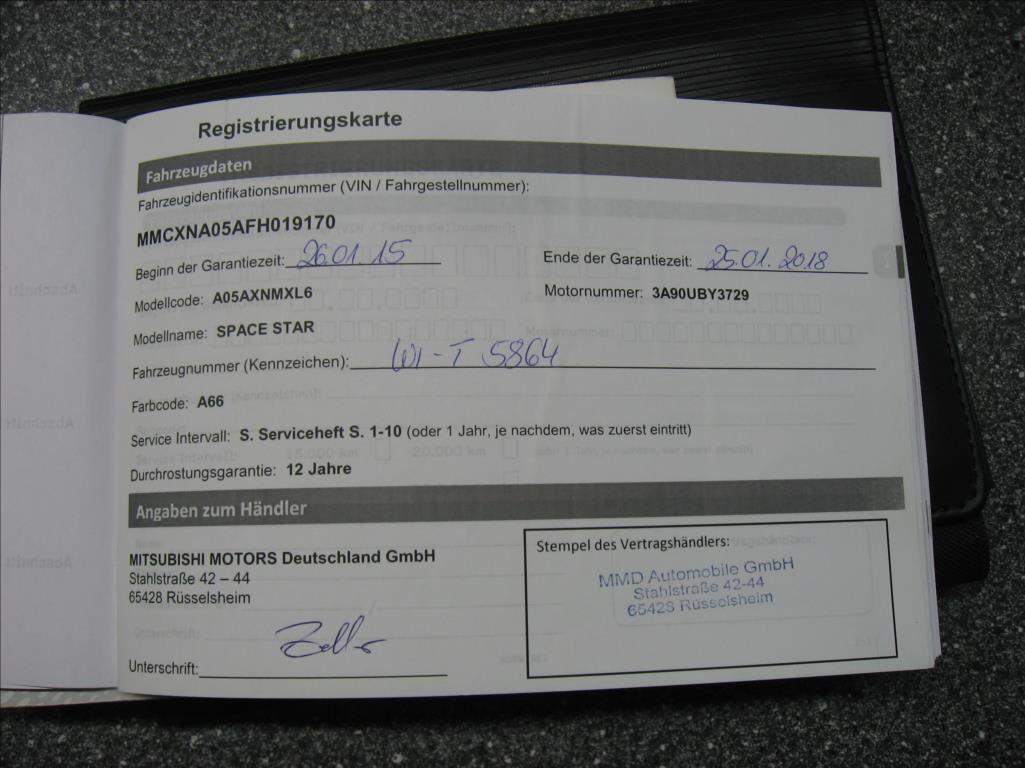 Registrierungskarte
Fahrzeugdaten
Fahrzeugidentifikationsnummer (VIN / Fahrgestellnummer):
MMCXNA05AFH019170
Beginn der Garantiezeit: 26.01.15 Ende der Garantiezeit: 25.01.2018
Modellcode: A05AXNMXL6 Motornummer: 3A90UBY3729
Modellname: SPACE STAR
Fahrzeugnummer (Kennzeichen): WI-T 5864
Farbcode: A66
Service Intervall: S. Serviceheft S. 1-10 (oder 1 Jahr, je nachdem, was zuerst eintritt)
Durchrostungsgarantie: 12 Jahre
Angaben zum Händler
MITSUBISHI MOTORS Deutschland GmbH
Stahlstraße 42 – 44
65428 Rüsselsheim
Unterschrift:
Stempel des Vertragshändlers:
MMD Automobile GmbH
Stahlstraße 42-44
65428 Rüsselsheim